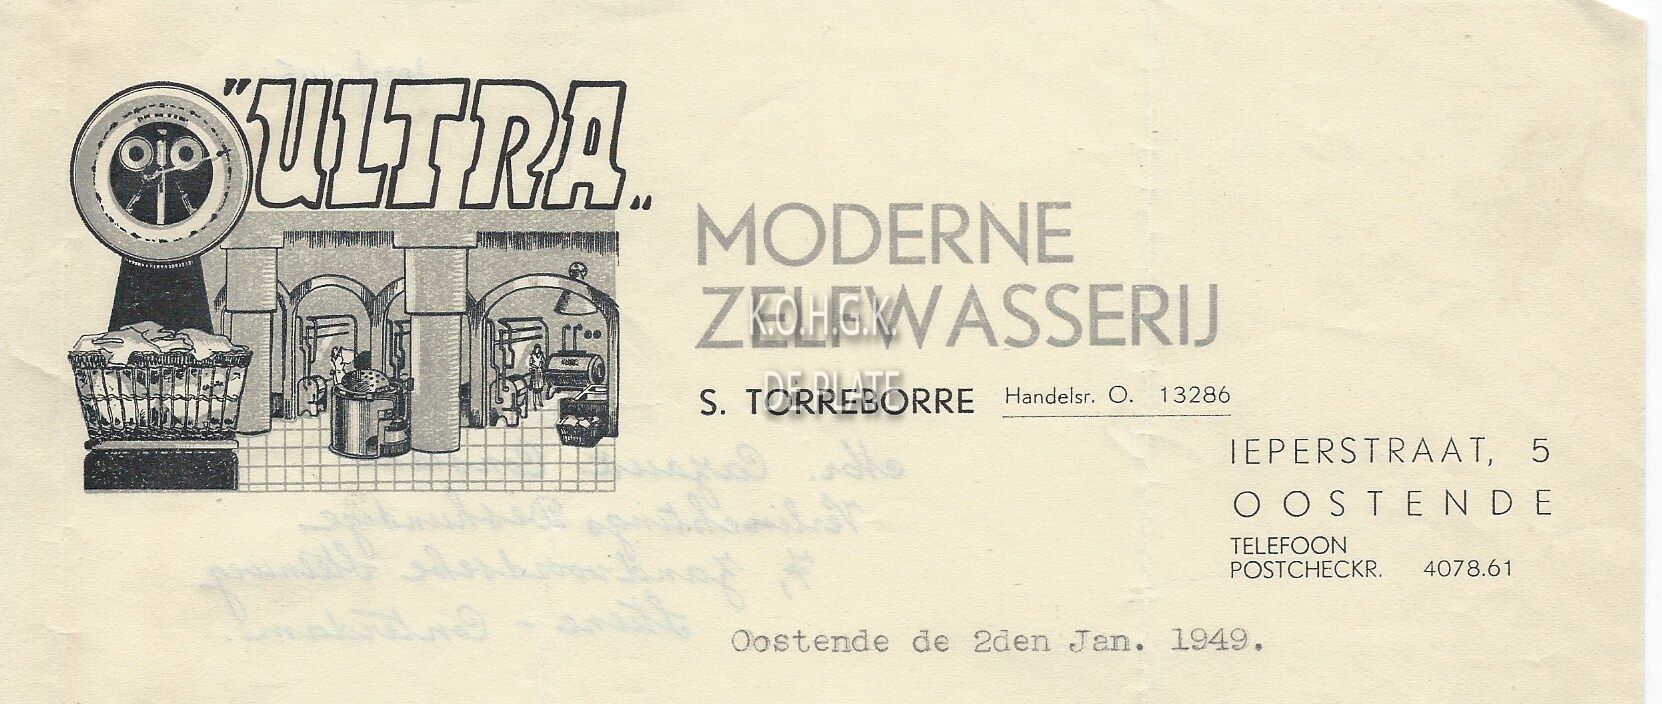 "ULTRA"
MODERNE
ZELFWASSERIJ
K.O.H.G.K.
DE PLATE
S. TORREBORRE Handelsr. O. 13286
IEPERSTRAAT, 5
OOSTENDE
TELEFOON
POSTCHECKR. 4078.61
Oostende de 2den Jan. 1949.